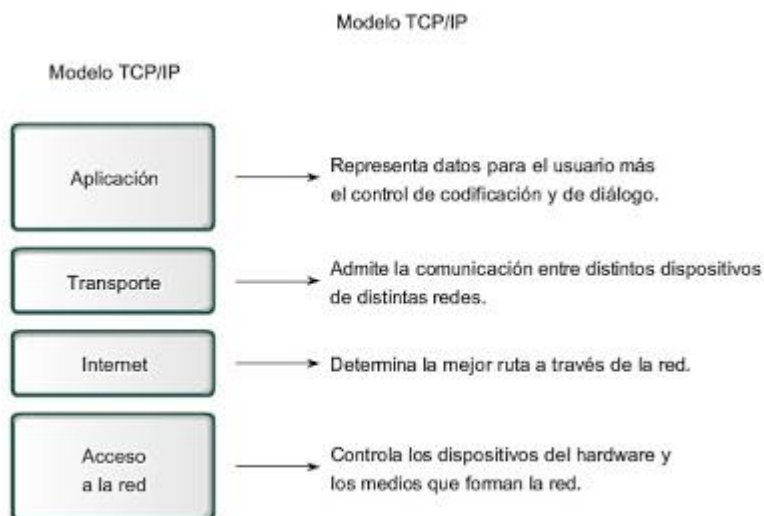 Modelo TCP/IP
Modelo TCP/IP
Aplicación
Representa datos para el usuario más
el control de codificación y de diálogo.
Transporte
Admite la comunicación entre distintos dispositivos
de distintas redes.
Internet
Determina la mejor ruta a través de la red.
Acceso
a la red
Controla los dispositivos del hardware y
los medios que forman la red.